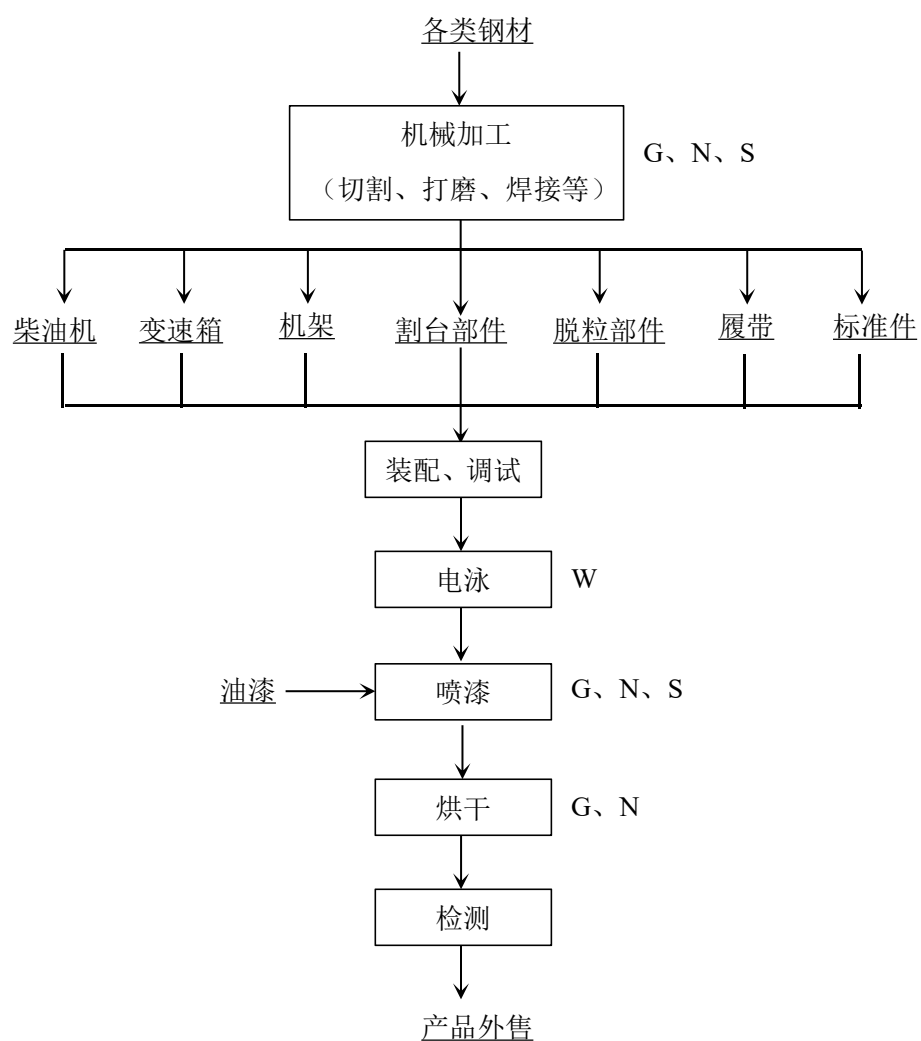 各类钢材
机械加工
（切割、打磨、焊接等）
G、N、S
柴油机
变速箱
机架
割台部件
脱粒部件
履带
标准件
装配、调试
电泳
W
油漆
喷漆
G、N、S
烘干
G、N
检测
产品外售